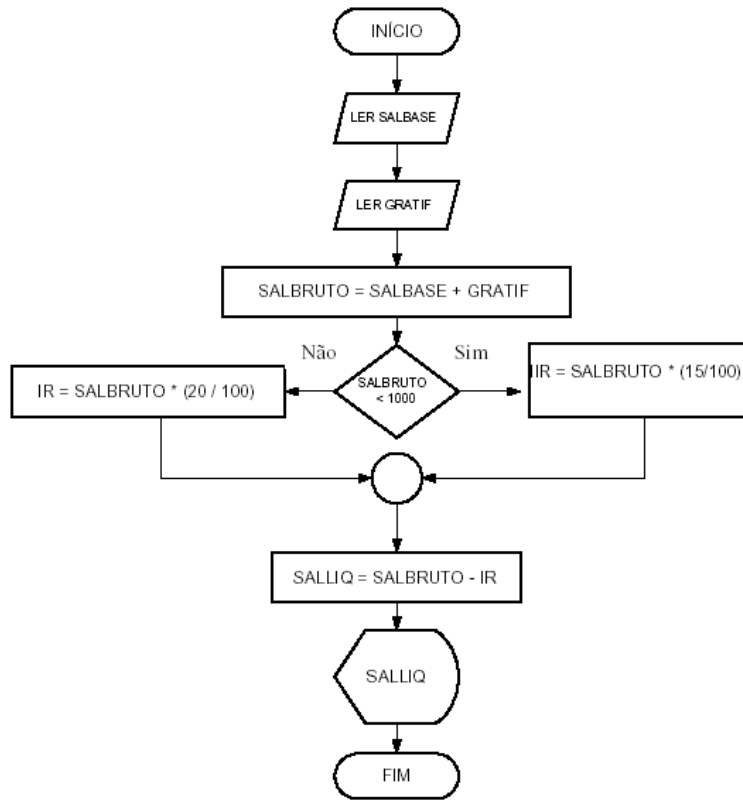 INÍCIO
LER SALBASE
LER GRATIF
SALBRUTO = SALBASE + GRATIF
Não
Sim
IR = SALBRUTO * (20 / 100)
SALBRUTO
< 1000
IIR = SALBRUTO * (15/100)
SALLIQ = SALBRUTO - IR
SALLIQ
FIM